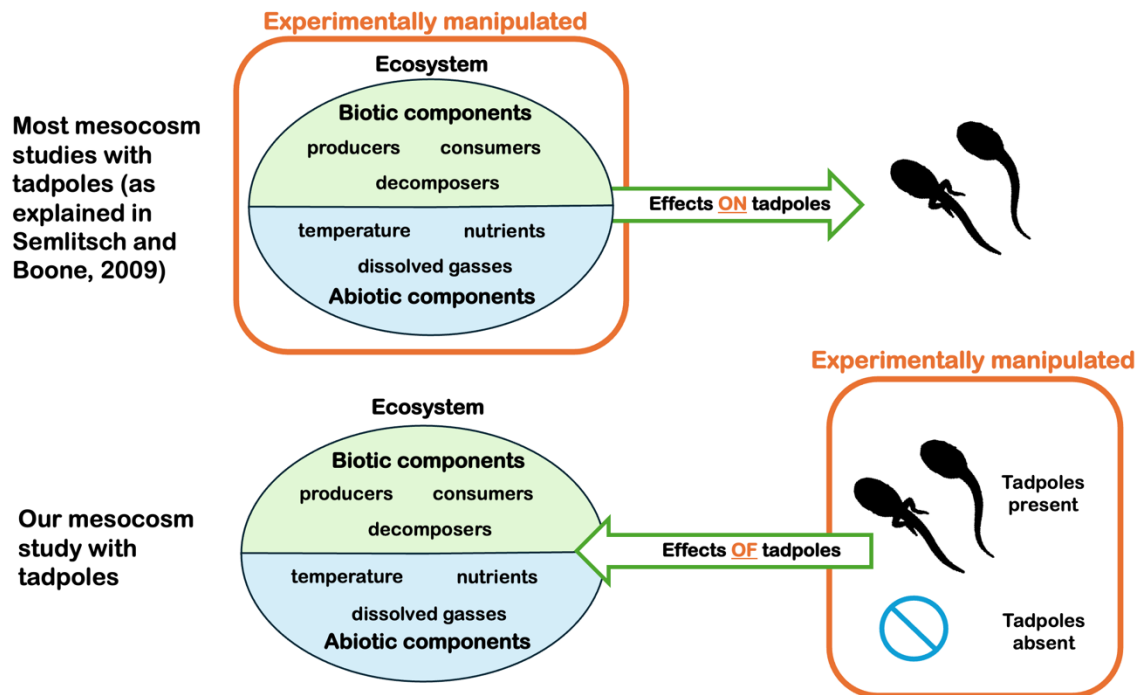 Experimentally manipulated
Ecosystem
Biotic components
producers consumers
decomposers
temperature nutrients
dissolved gasses
Abiotic components
Most mesocosm
studies with
tadpoles (as
explained in
Semlitsch and
Boone, 2009)
Effects ON tadpoles
Experimentally manipulated
Ecosystem
Biotic components
producers consumers
decomposers
temperature nutrients
dissolved gasses
Abiotic components
Our mesocosm
study with
tadpoles
Effects OF tadpoles
Tadpoles
present
Tadpoles
absent